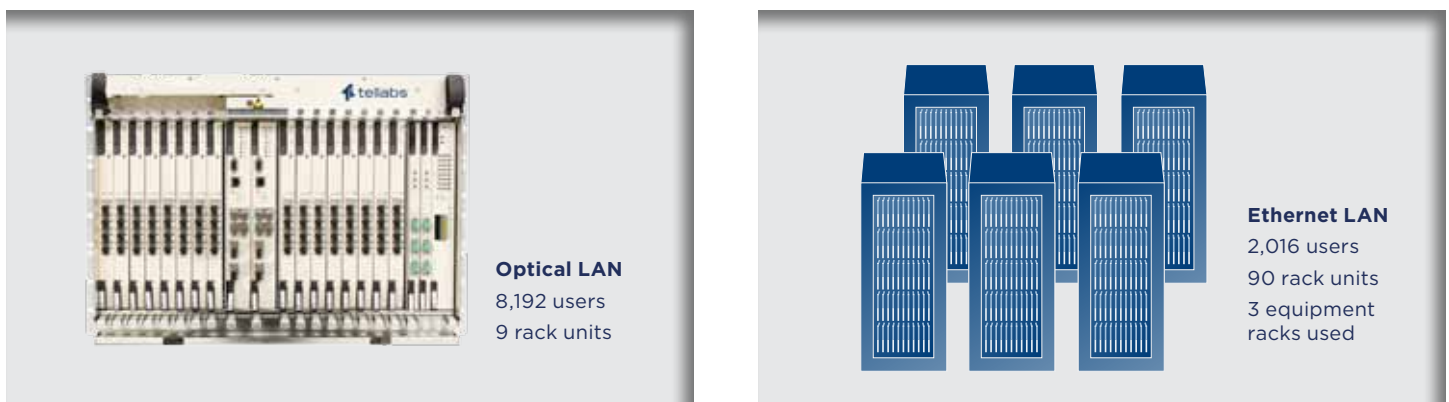 tellabs
Optical LAN
8,192 users
9 rack units
Ethernet LAN
2,016 users
90 rack units
3 equipment
racks used